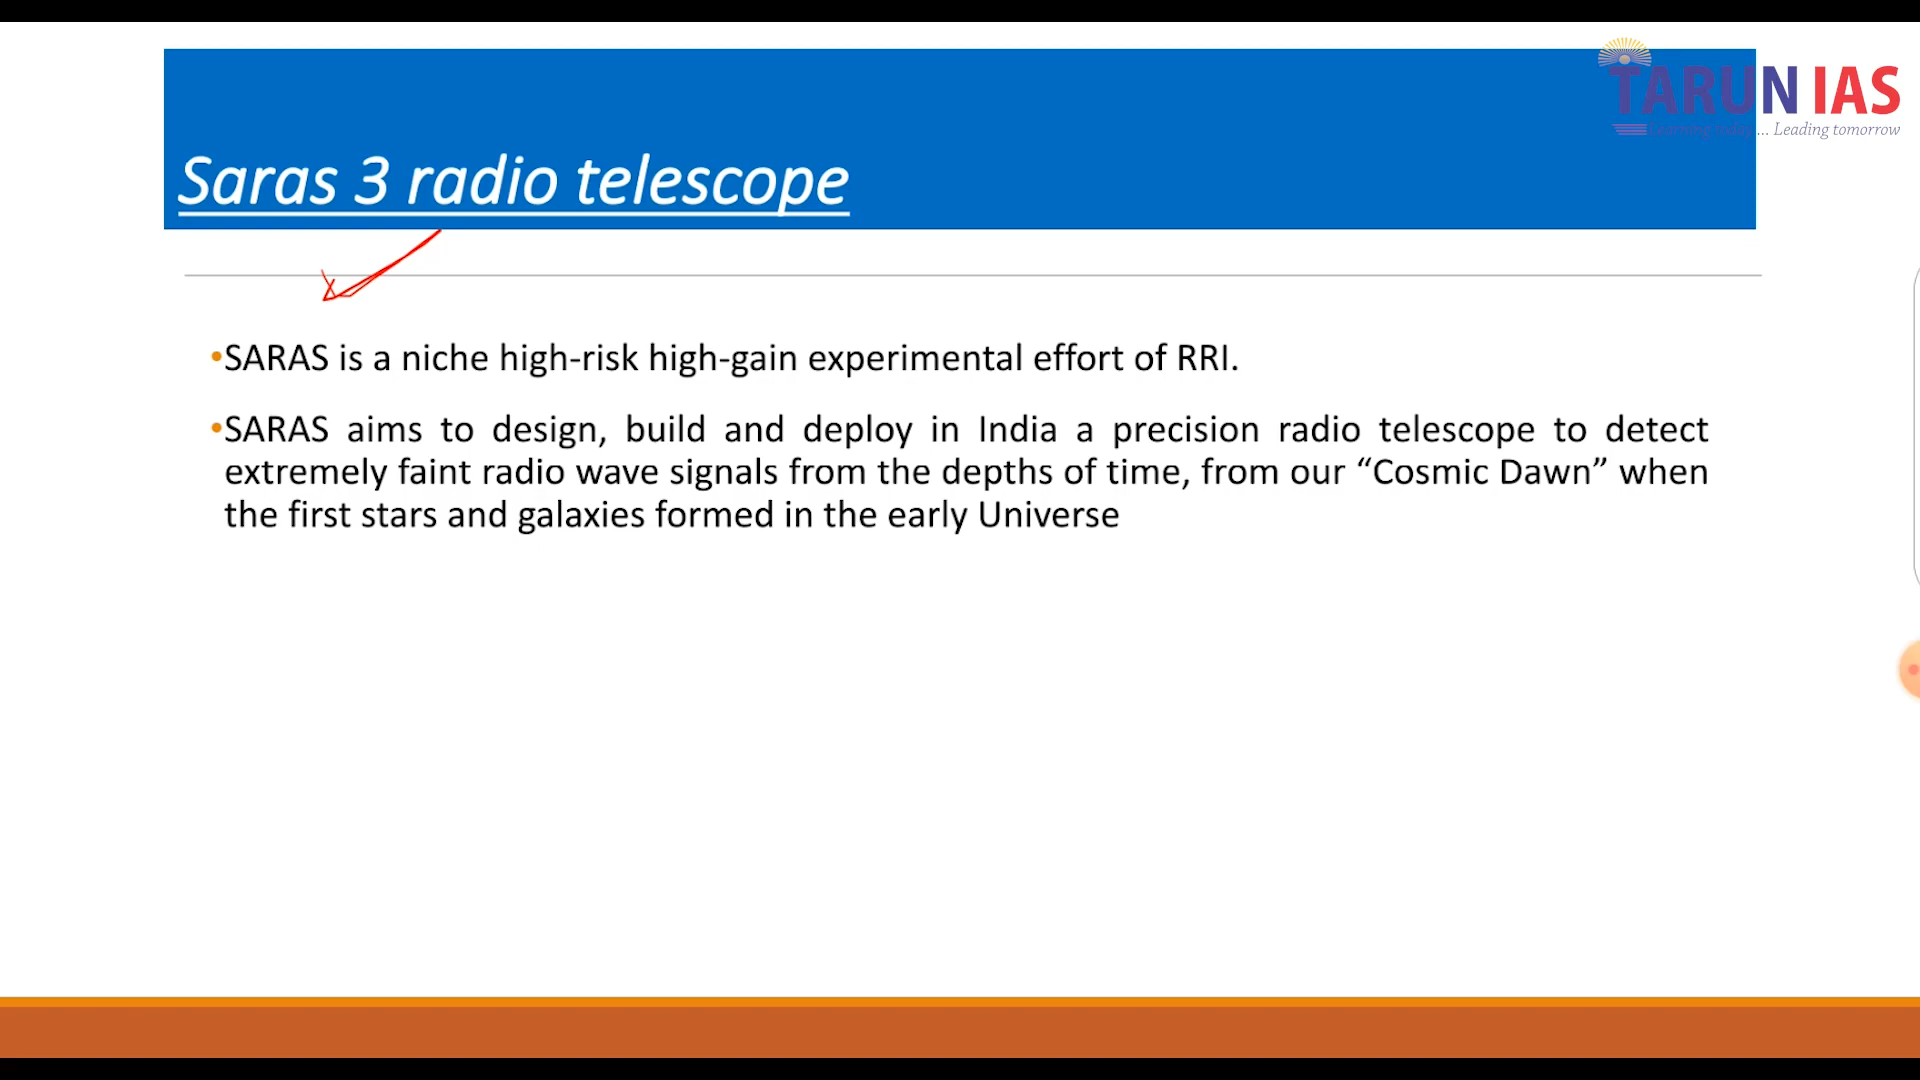 TARUN IAS
Learning today... Leading tomorrow
Saras 3 radio telescope
•SARAS is a niche high-risk high-gain experimental effort of RRI.
•SARAS aims to design, build and deploy in India a precision radio telescope to detect
extremely faint radio wave signals from the depths of time, from our “Cosmic Dawn” when
the first stars and galaxies formed in the early Universe